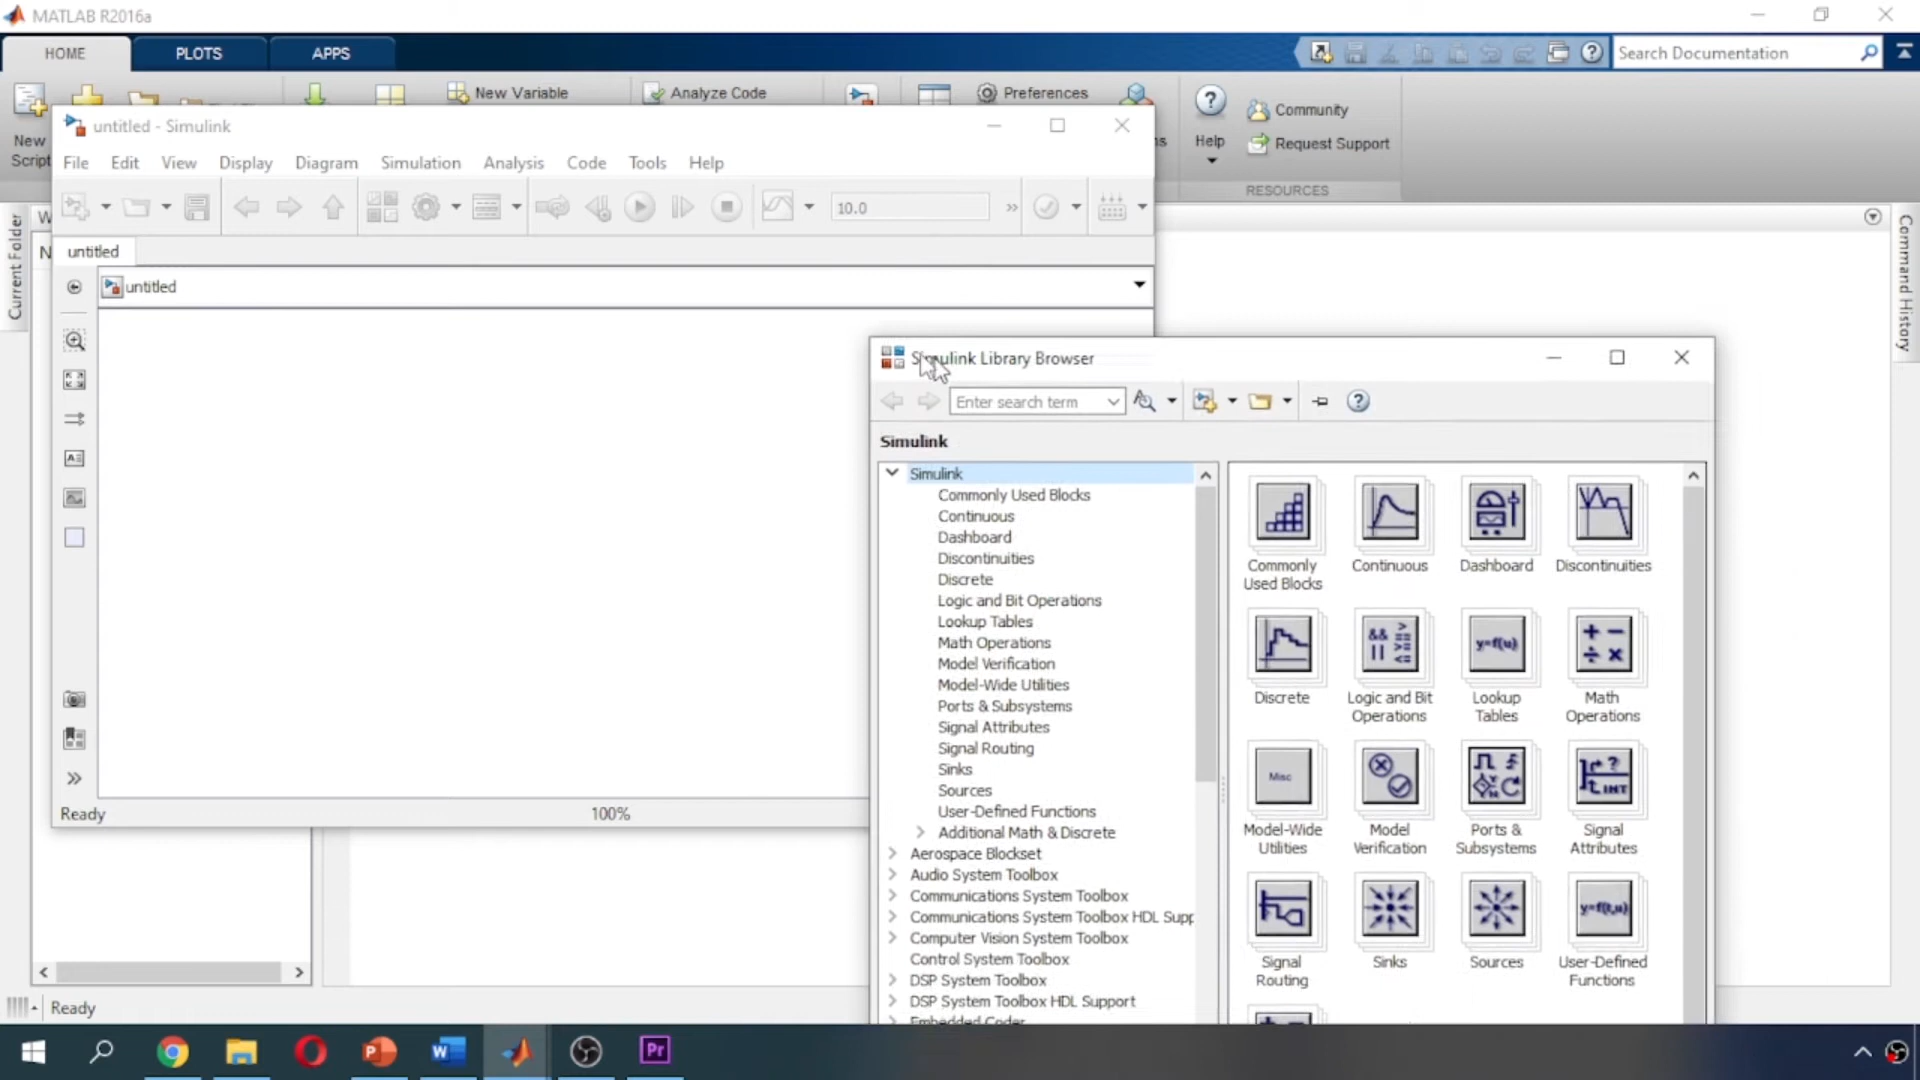 MATLAB R2016a
HOME
PLOTS
APPS
Search Documentation
New
Script
New Variable
Analyze Code
Preferences
Help
Community
Request Support
RESOURCES
untitled - Simulink
File Edit View Display Diagram Simulation Analysis Code Tools Help
10.0
untitled
untitled
Current Folder
Command History
Ready
100%
Simulink Library Browser
Enter search term
Simulink
Simulink
Commonly Used Blocks
Continuous
Dashboard
Discontinuities
Discrete
Logic and Bit Operations
Lookup Tables
Math Operations
Model Verification
Model-Wide Utilities
Ports & Subsystems
Signal Attributes
Signal Routing
Sinks
Sources
User-Defined Functions
Additional Math & Discrete
Aerospace Blockset
Audio System Toolbox
Communications System Toolbox
Communications System Toolbox HDL Supp
Computer Vision System Toolbox
Control System Toolbox
DSP System Toolbox
DSP System Toolbox HDL Support
Embedded Coder
Commonly
Used Blocks
Continuous
Dashboard
Discontinuities
Discrete
&& >
|| >=
<=
Logic and Bit
Operations
y=f(u)
Lookup
Tables
+ −
÷ ×
Math
Operations
Misc
Model-Wide
Utilities
Model
Verification
Ports &
Subsystems
?
INT
Signal
Attributes
Signal
Routing
Sinks
Sources
y=f(t,u)
User-Defined
Functions
Ready